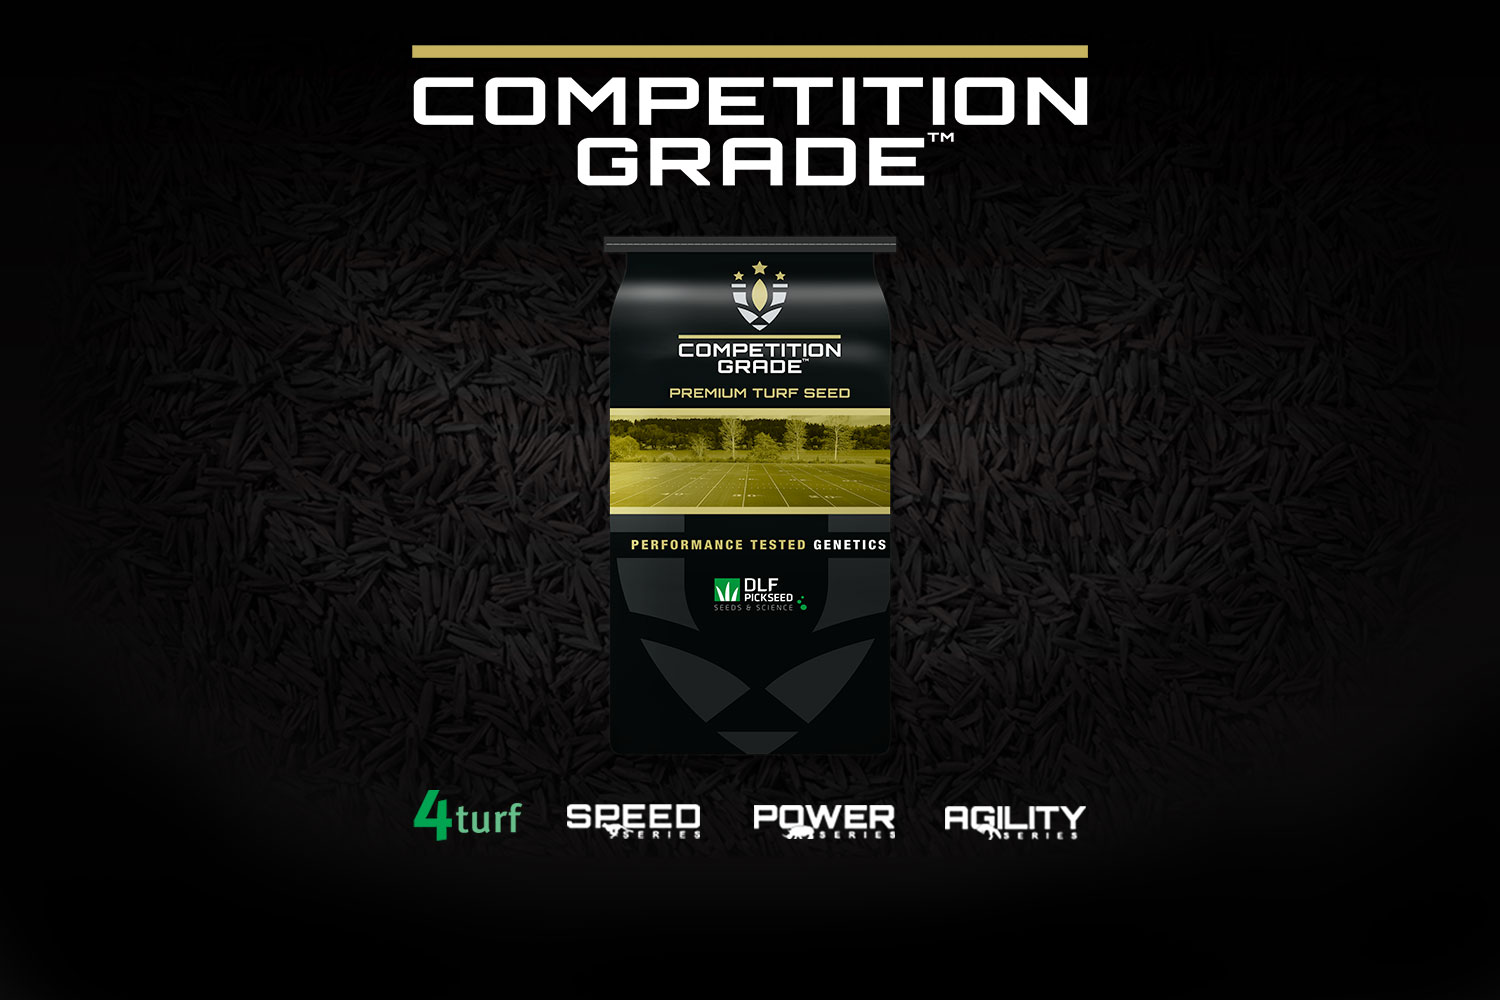 COMPETITION
GRADE™
COMPETITION
GRADE™
PREMIUM TURF SEED
PERFORMANCE TESTED GENETICS
DLF
PICKSEED
SEEDS & SCIENCE
4turf
SPEED
SERIES
POWER
SERIES
AGILITY
SERIES